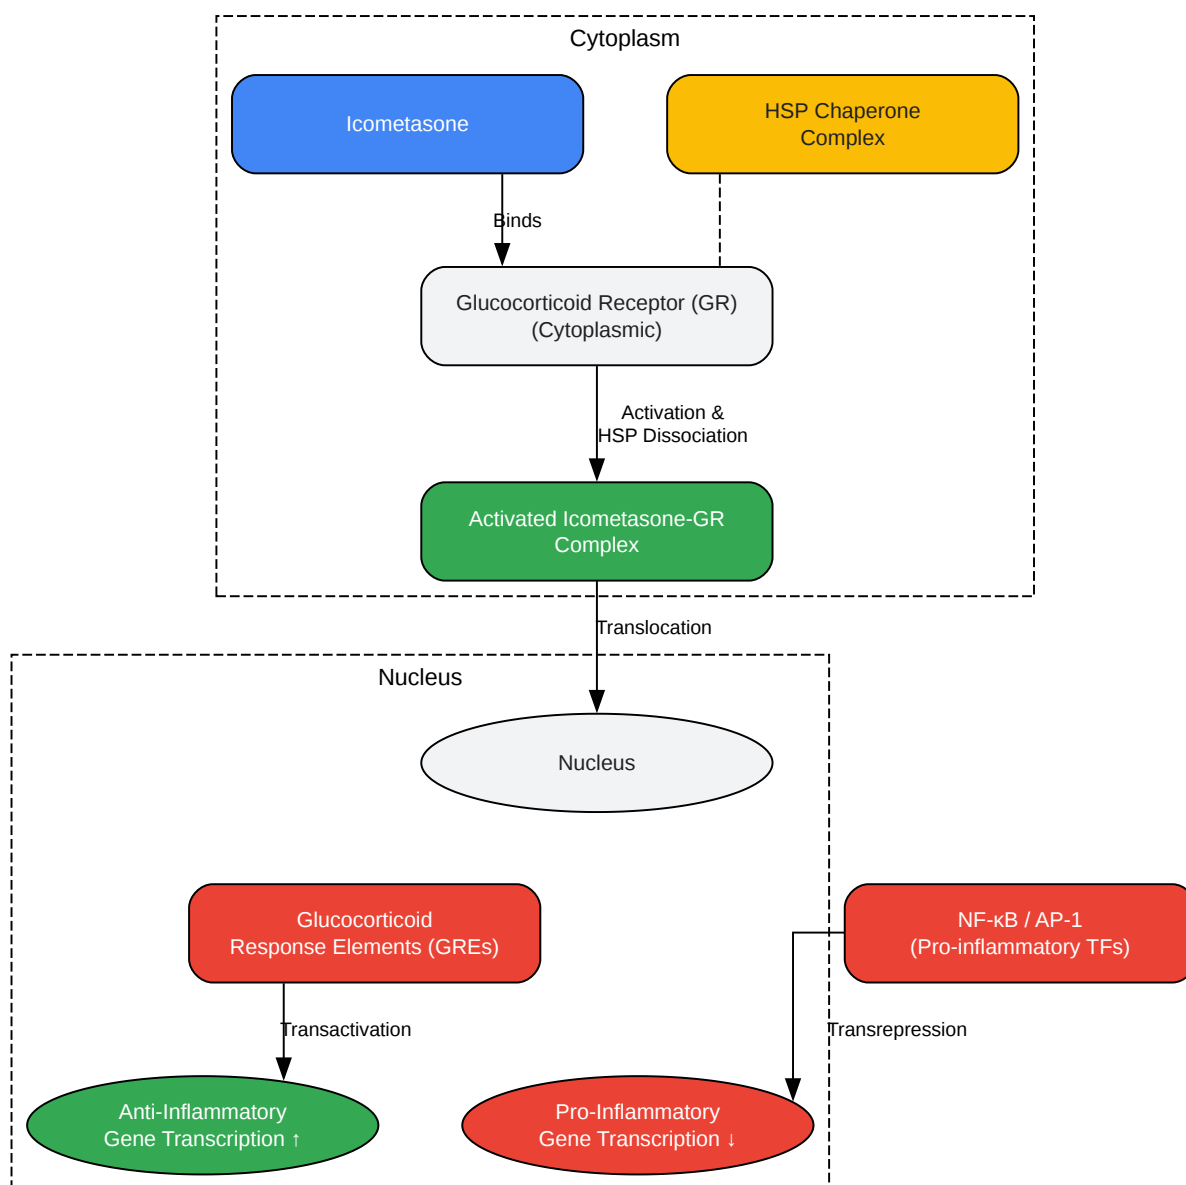 Cytoplasm
Icometasone
HSP Chaperone
Complex
Binds
Glucocorticoid Receptor (GR)
(Cytoplasmic)
Activation &
HSP Dissociation
Activated Icometasone-GR
Complex
Translocation
Nucleus
Nucleus
Glucocorticoid
Response Elements (GREs)
NF-κB / AP-1
(Pro-inflammatory TFs)
Transactivation
Transrepression
Anti-Inflammatory
Gene Transcription ↑
Pro-Inflammatory
Gene Transcription ↓